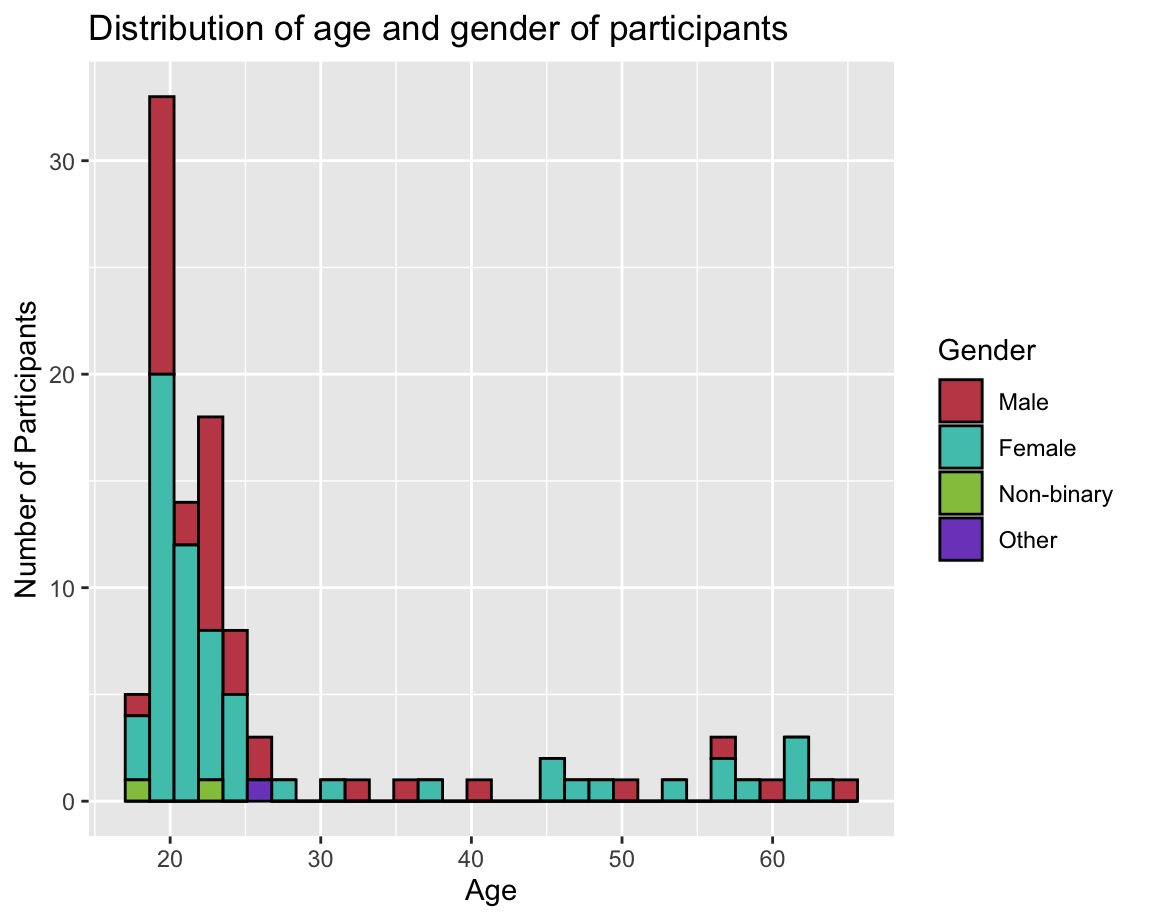 Distribution of age and gender of participants
Number of Participants
30
20
10
0
20 30 40 50 60
Age
Gender
Male
Female
Non-binary
Other